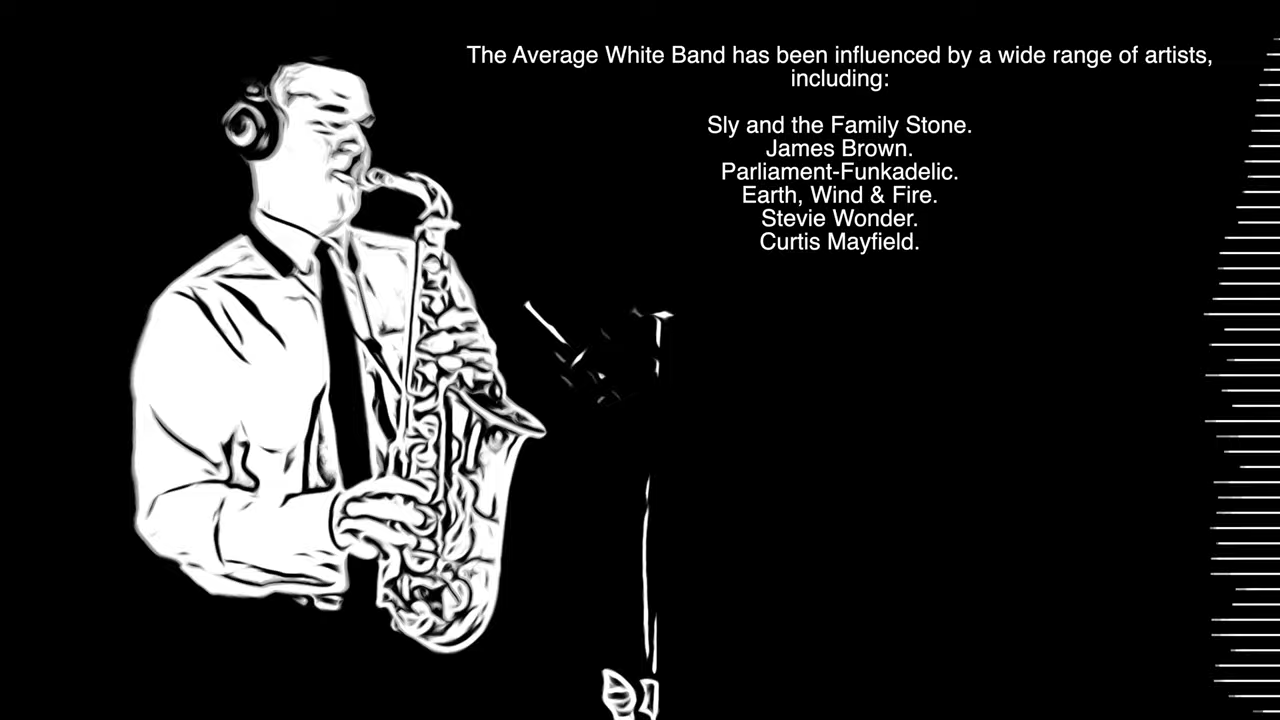 The Average White Band has been influenced by a wide range of artists,
including:
Sly and the Family Stone.
James Brown.
Parliament-Funkadelic.
Earth, Wind & Fire.
Stevie Wonder.
Curtis Mayfield.